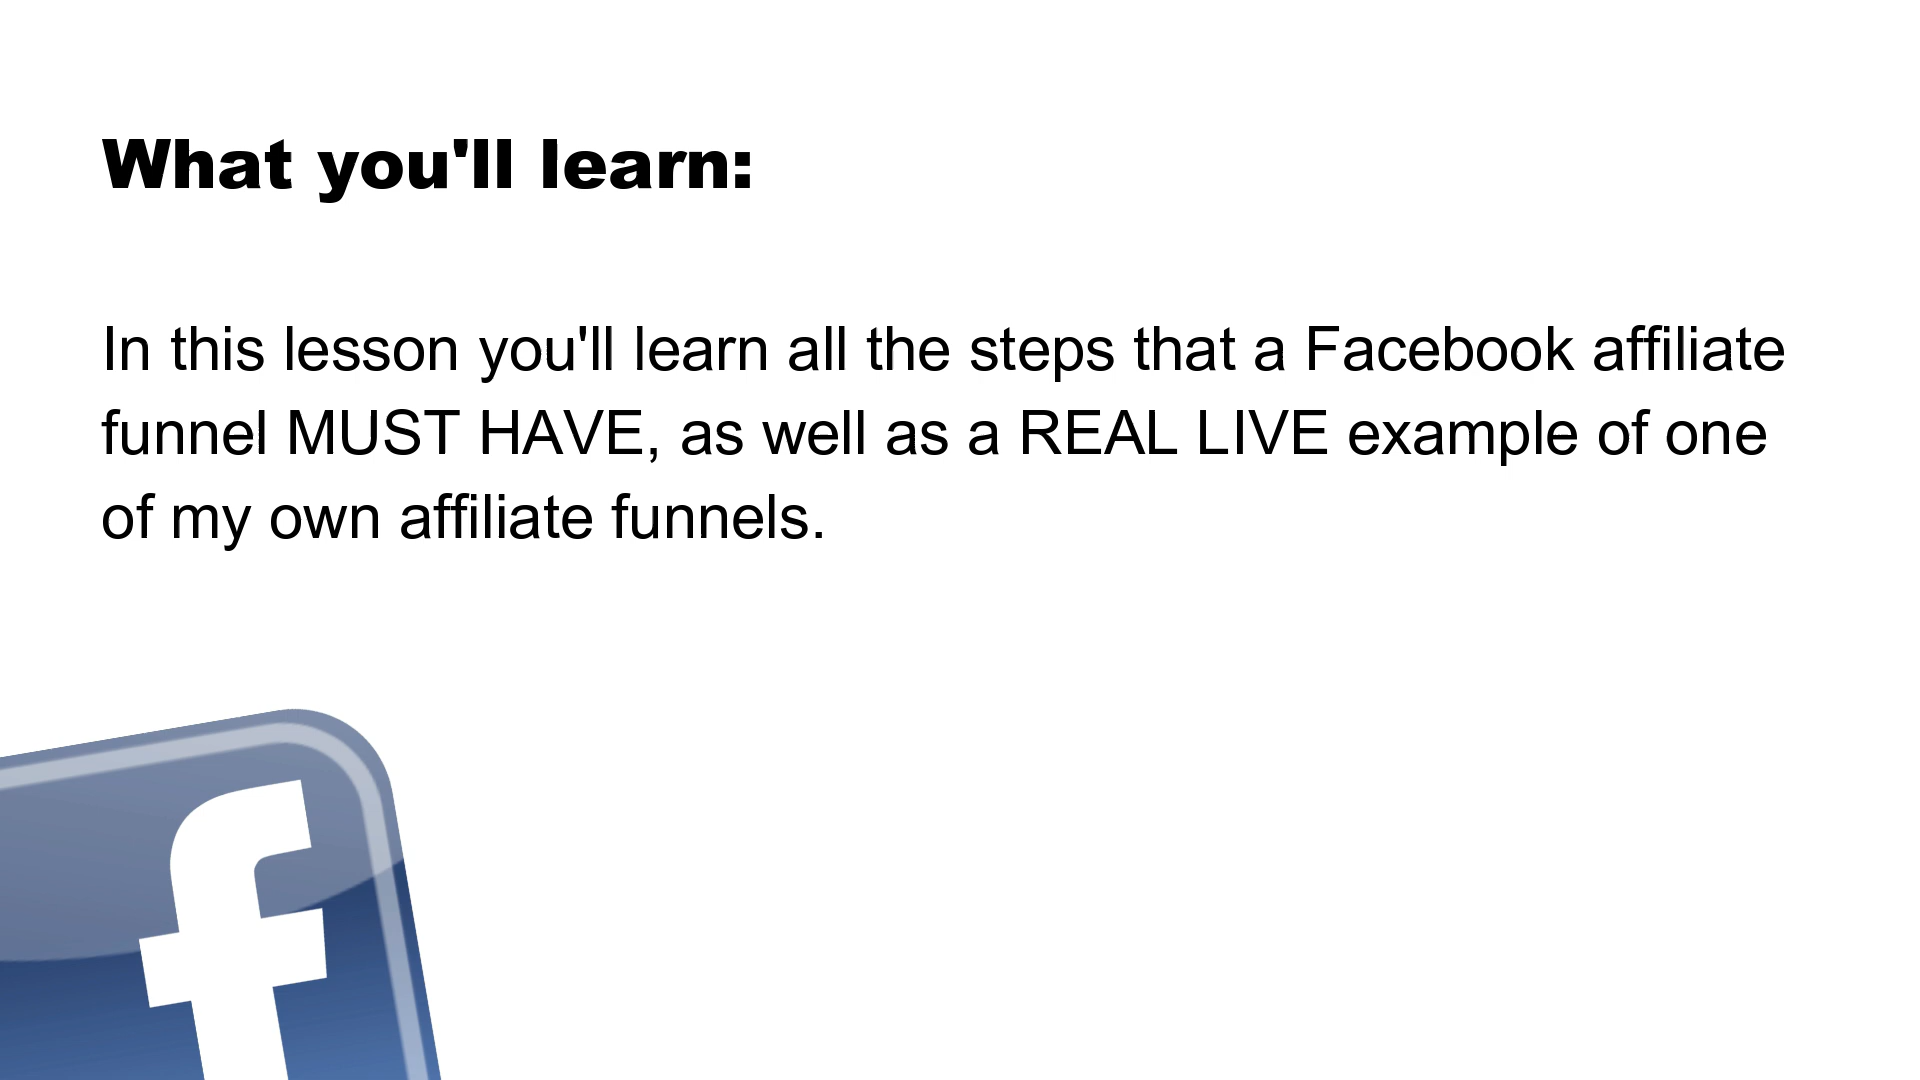 What you'll learn:
In this lesson you'll learn all the steps that a Facebook affiliate
funnel MUST HAVE, as well as a REAL LIVE example of one
of my own affiliate funnels.
f